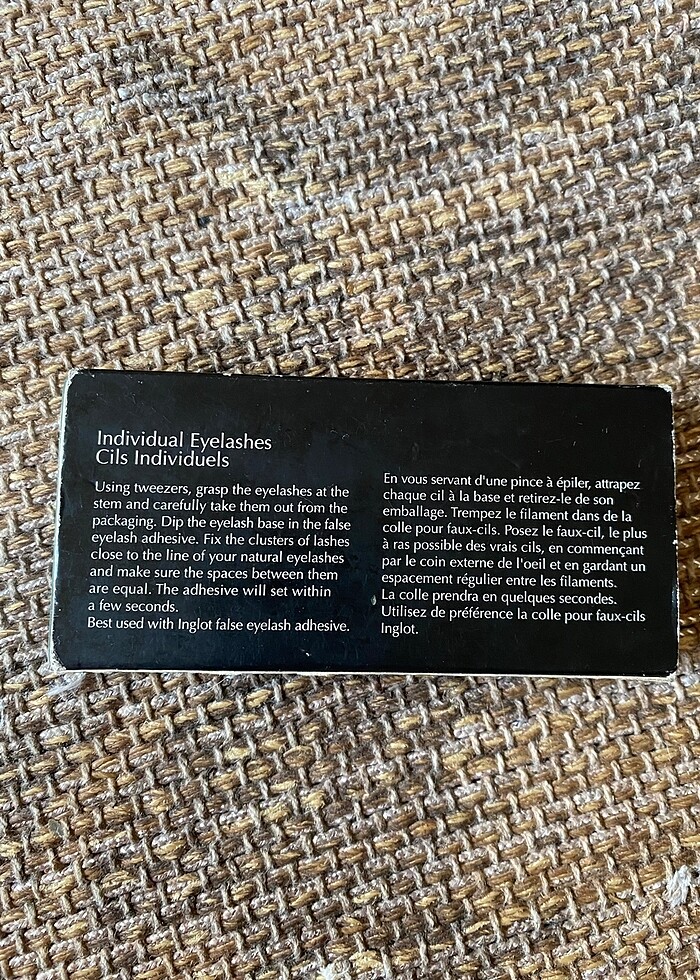 Individual Eyelashes
Cils Individuels
Using tweezers, grasp the eyelashes at the
stem and carefully take them out from the
packaging. Dip the eyelash base in the false
eyelash adhesive. Fix the clusters of lashes
close to the line of your natural eyelashes
and make sure the spaces between them
are equal. The adhesive will set within
a few seconds.
Best used with Inglot false eyelash adhesive.
En vous servant d'une pince à épiler, attrapez
chaque cil à la base et retirez-le de son
emballage. Trempez le filament dans de la
colle pour faux-cils. Posez le faux-cil, le plus
à ras possible des vrais cils, en commençant
par le coin externe de l'oeil et en gardant un
espacement régulier entre les filaments.
La colle prendra en quelques secondes.
Utilisez de préférence la colle pour faux-cils
Inglot.